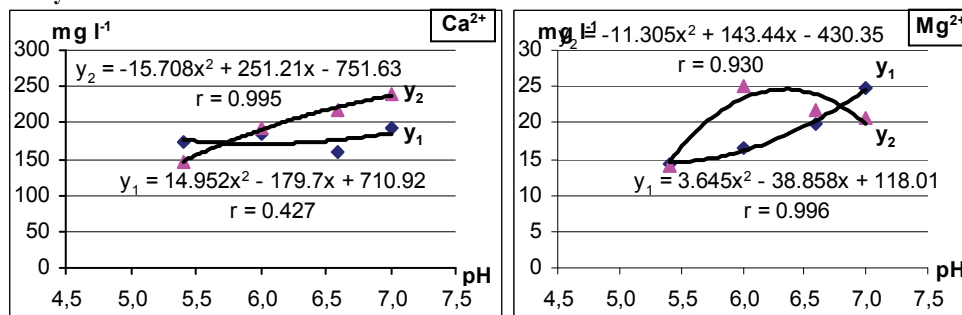 mg l⁻¹
Ca²⁺
300
y₂ = -15.708x² + 251.21x - 751.63
250
r = 0.995
y₂
200
y₁
150
y₁ = 14.952x² - 179.7x + 710.92
100
r = 0.427
50
0
pH
4,5 5,0 5,5 6,0 6,5 7,0 7,5
mg l⁻¹
Mg²⁺
y₂ = -11.305x² + 143.44x - 430.35
30
r = 0.930
y₁
25
20
y₂
15
y₁ = 3.645x² - 38.858x + 118.01
10
r = 0.996
5
0
pH
4,5 5,0 5,5 6,0 6,5 7,0 7,5